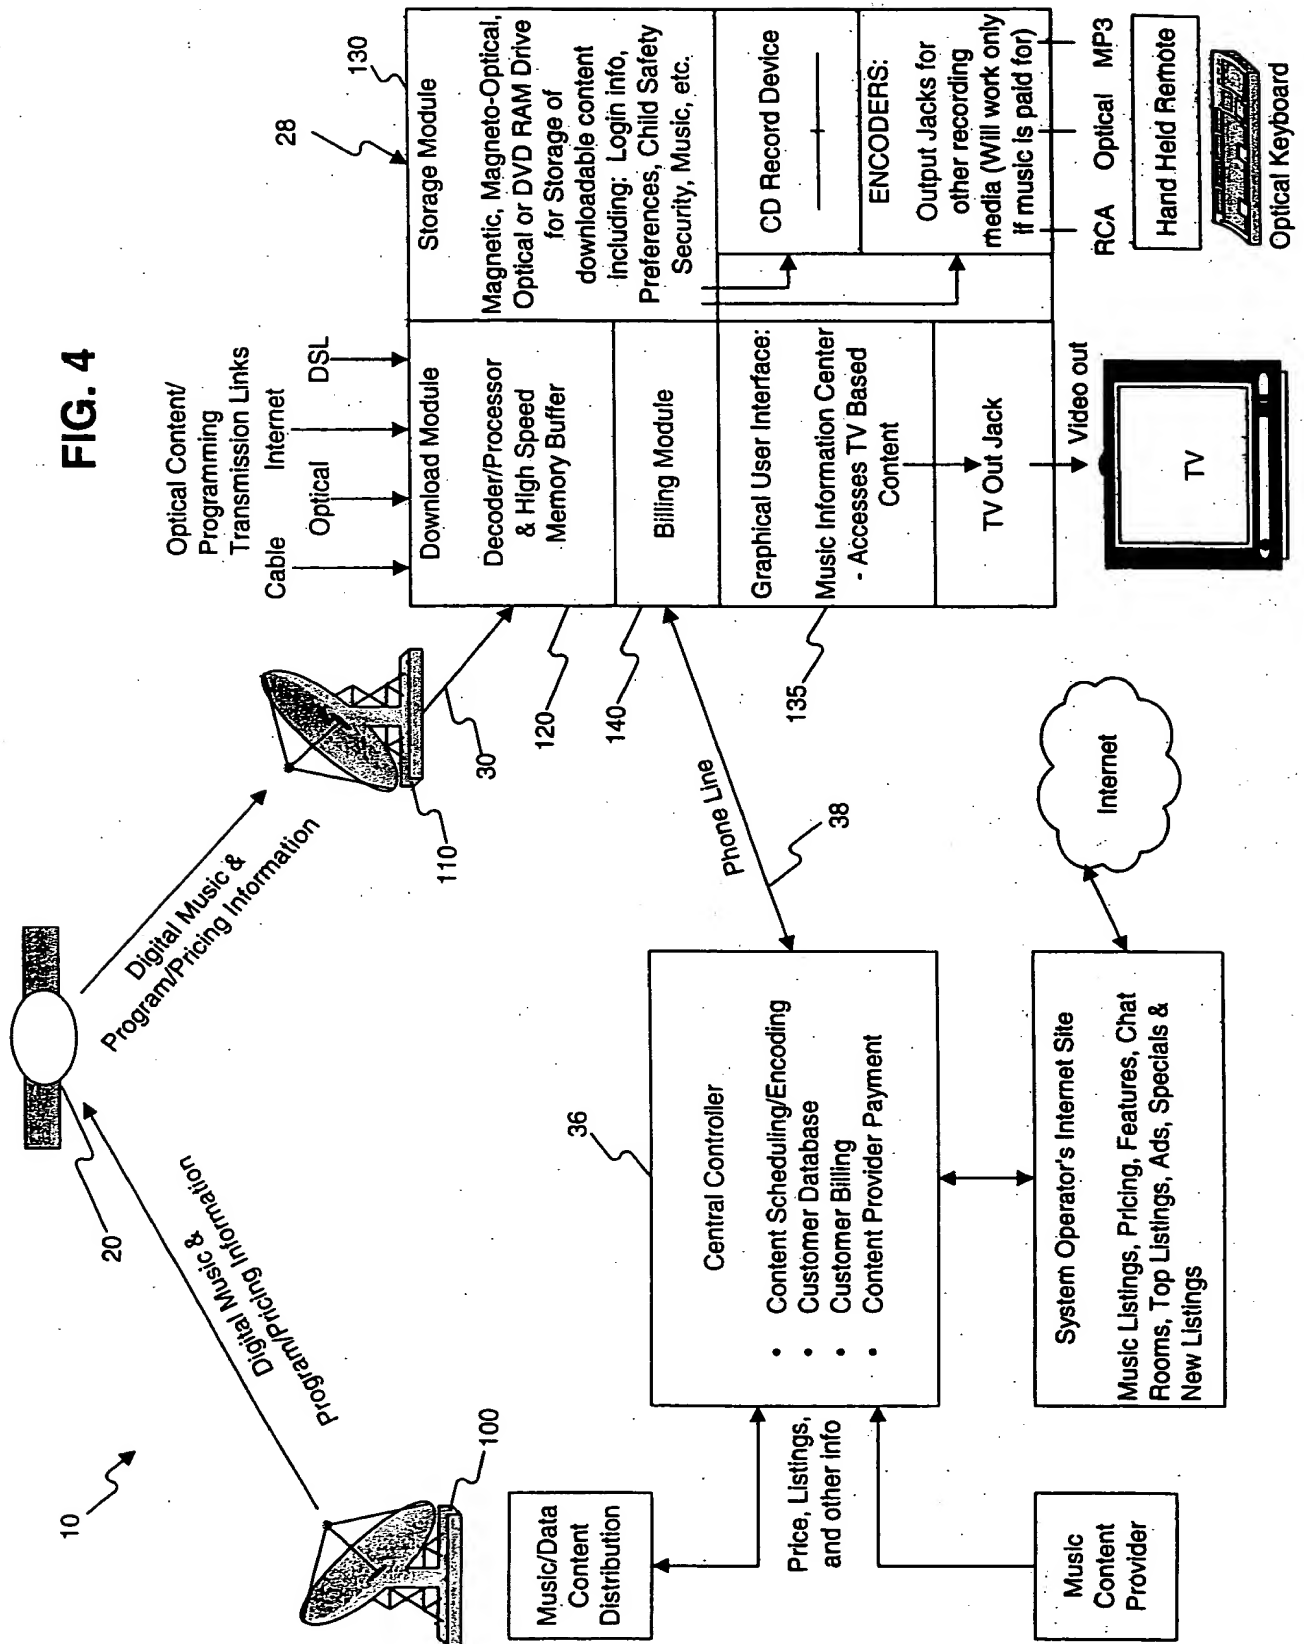 FIG. 4
10
20
100
110
30
Digital Music &
Program/Pricing Information
Digital Music &
Program/Pricing Information
Optical Content/
Programming
Transmission Links
Cable
Optical
Internet
DSL
28
130
120
140
135
Download Module
Decoder/Processor
& High Speed
Memory Buffer
Billing Module
Graphical User Interface:
Music Information Center
- Accesses TV Based
Content
TV Out Jack
Video out
TV
Storage Module
Magnetic, Magneto-Optical,
Optical or DVD RAM Drive
for Storage of
downloadable content
including: Login info,
Preferences, Child Safety
Security, Music, etc.
CD Record Device
ENCODERS:
Output Jacks for
other recording
media (Will work only
If music is paid for)
RCA
Optical
MP3
Hand Held Remote
Optical Keyboard
Phone Line
38
36
Central Controller
• Content Scheduling/Encoding
• Customer Database
• Customer Billing
• Content Provider Payment
Music/Data
Content
Distribution
Price, Listings,
and other info
Music
Content
Provider
System Operator's Internet Site
Music Listings, Pricing, Features, Chat
Rooms, Top Listings, Ads, Specials &
New Listings
Internet